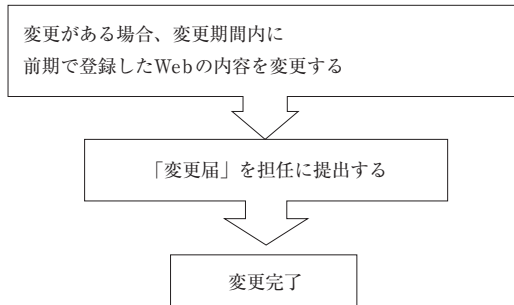 変更がある場合、変更期間内に
前期で登録したWebの内容を変更する
「変更届」を担任に提出する
変更完了